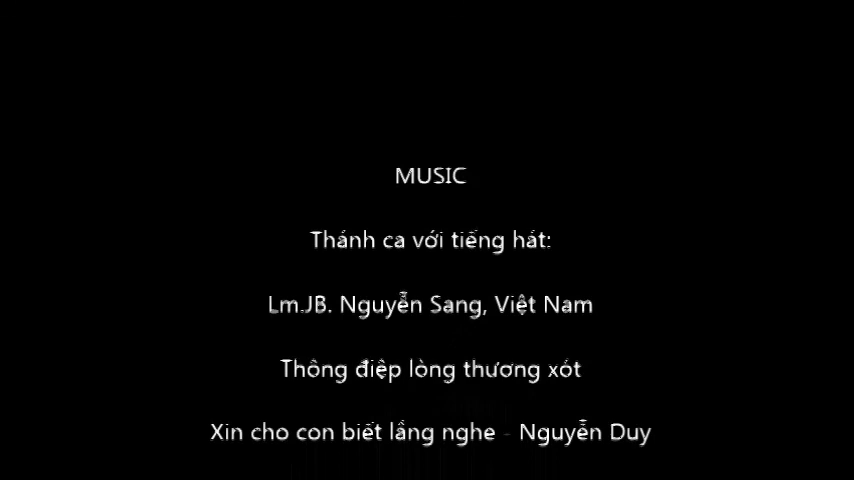 MUSIC
Thánh ca với tiếng hát:
Lm.JB. Nguyễn Sang, Việt Nam
Thông điệp lòng thương xót
Xin cho con biết lắng nghe - Nguyễn Duy